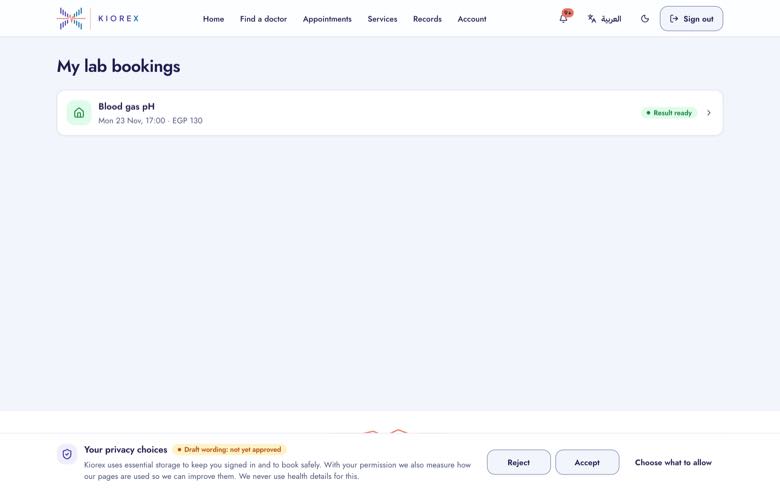 KIOREX
Home
Find a doctor
Appointments
Services
Records
Account
9+
العربية
Sign out
My lab bookings
Blood gas pH
Mon 23 Nov, 17:00 · EGP 130
Result ready
Your privacy choices
Draft wording: not yet approved
Kiorex uses essential storage to keep you signed in and to book safely. With your permission we also measure how
our pages are used so we can improve them. We never use health details for this.
Reject
Accept
Choose what to allow